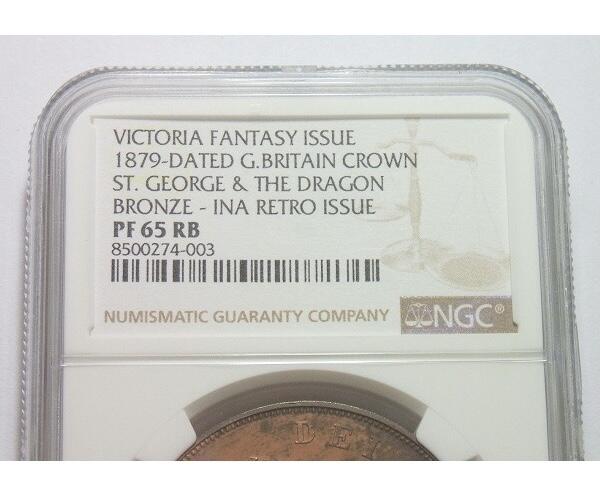 VICTORIA FANTASY ISSUE
1879-DATED G.BRITAIN CROWN
ST. GEORGE & THE DRAGON
BRONZE - INA RETRO ISSUE
PF 65 RB
8500274-003
NUMISMATIC GUARANTY COMPANY
NGC®
DEI